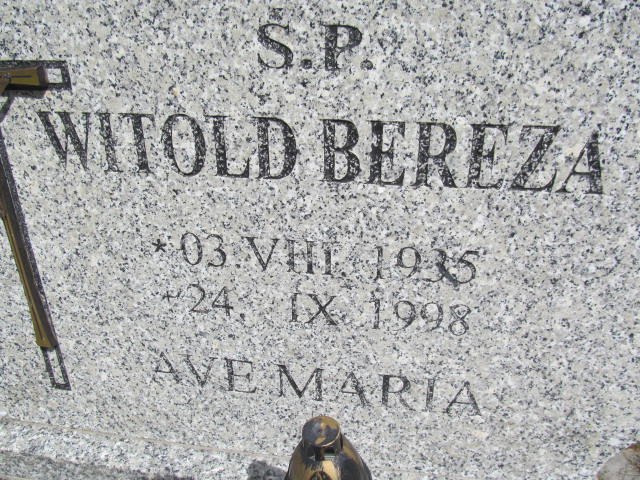 Ś.P.
WITOLD BEREZA
*03.VIII.1935
+24. IX.1998
AVE MARIA